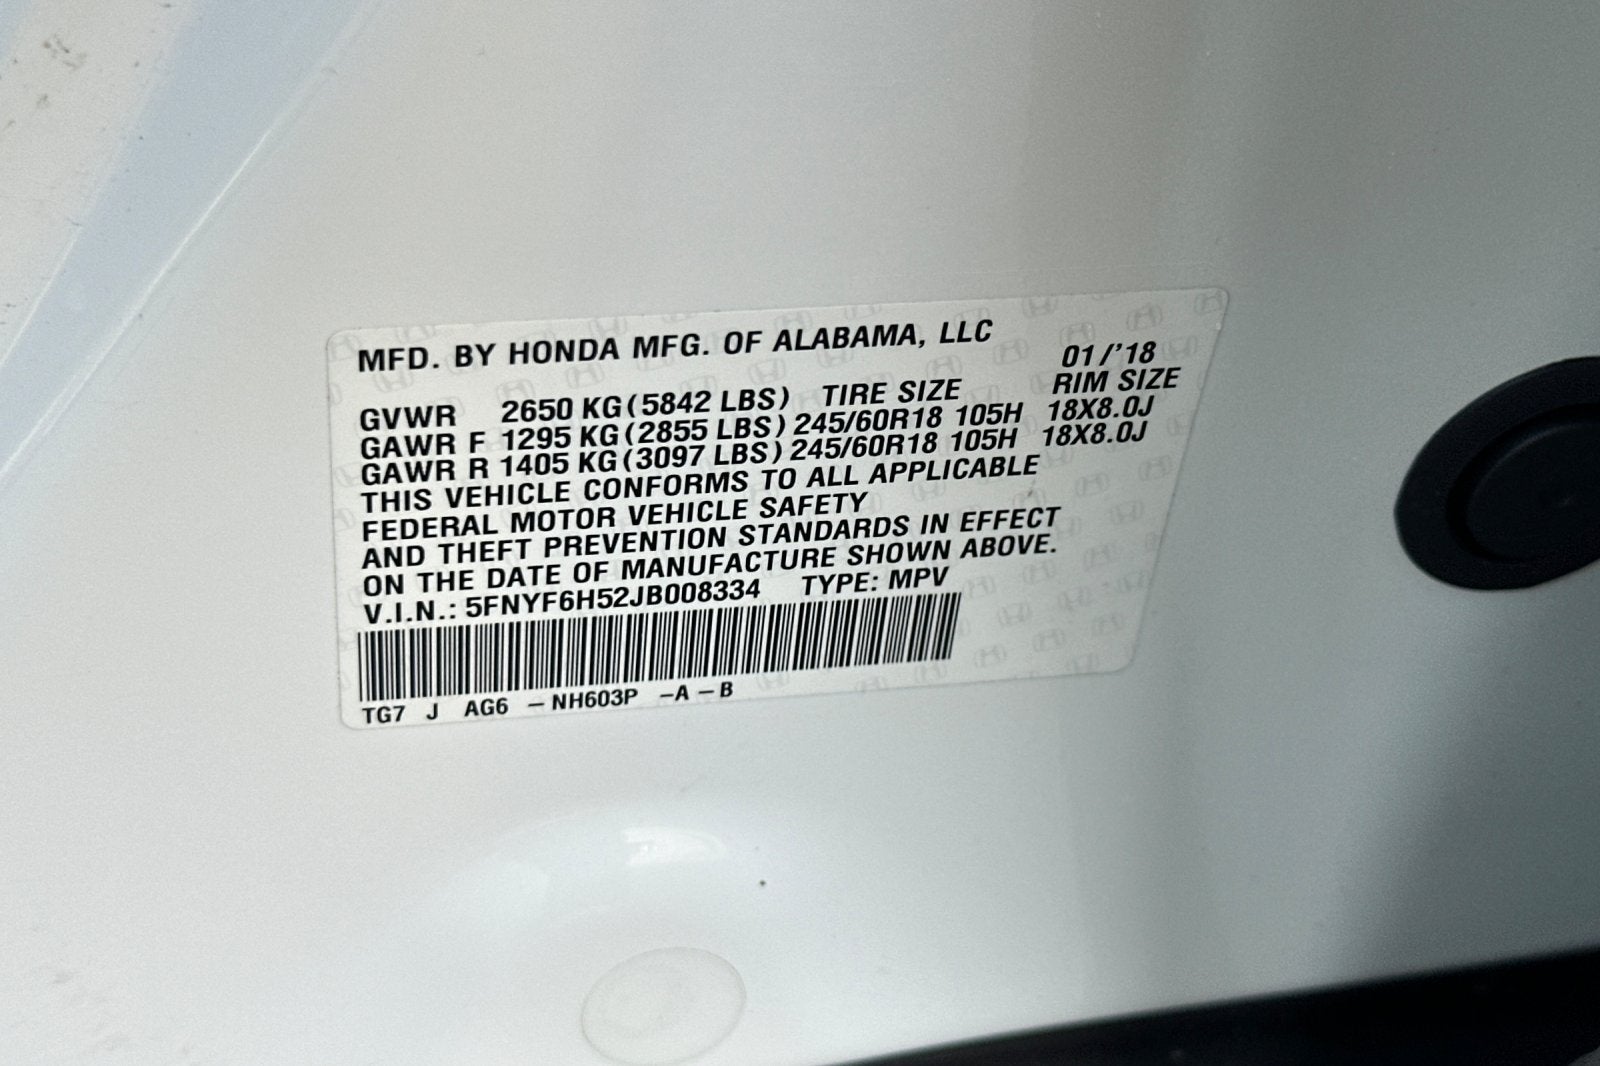 MFD. BY HONDA MFG. OF ALABAMA, LLC
01/'18
GVWR 2650 KG(5842 LBS) TIRE SIZE RIM SIZE
GAWR F 1295 KG(2855 LBS) 245/60R18 105H 18X8.0J
GAWR R 1405 KG(3097 LBS) 245/60R18 105H 18X8.0J
THIS VEHICLE CONFORMS TO ALL APPLICABLE
FEDERAL MOTOR VEHICLE SAFETY
AND THEFT PREVENTION STANDARDS IN EFFECT
ON THE DATE OF MANUFACTURE SHOWN ABOVE.
V.I.N.: 5FNYF6H52JB008334 TYPE: MPV
TG7 J AG6 – NH603P –A – B